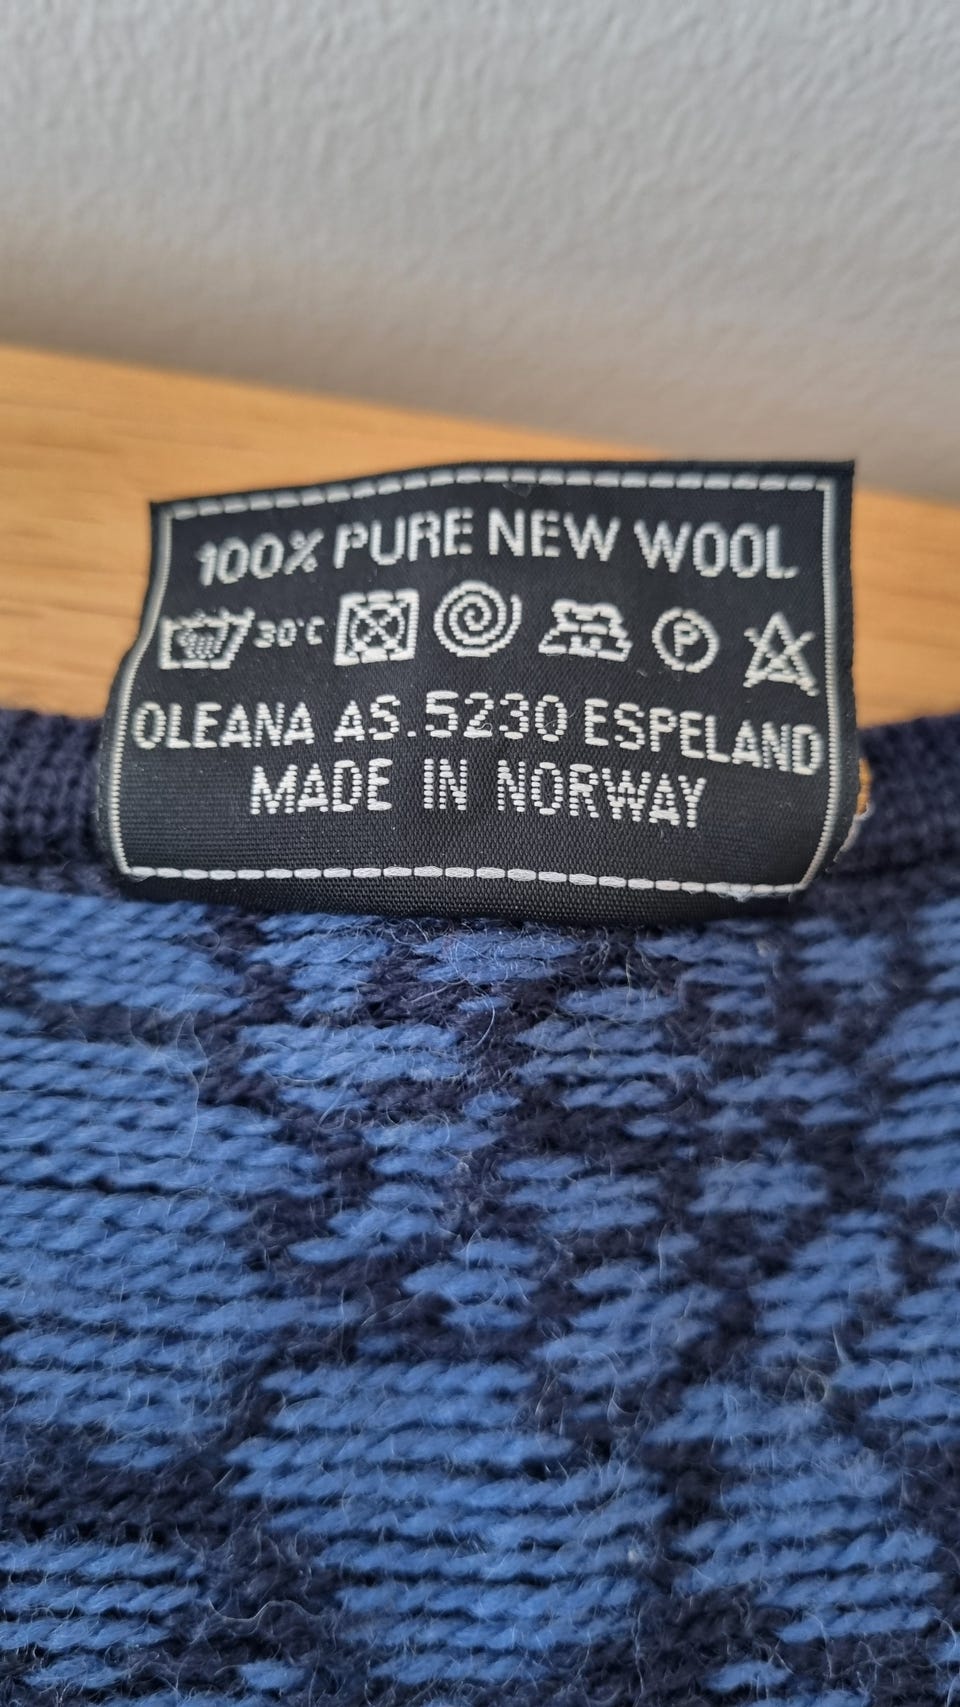 100% PURE NEW WOOL
30°C P
OLEANA AS. 5230 ESPELAND
MADE IN NORWAY